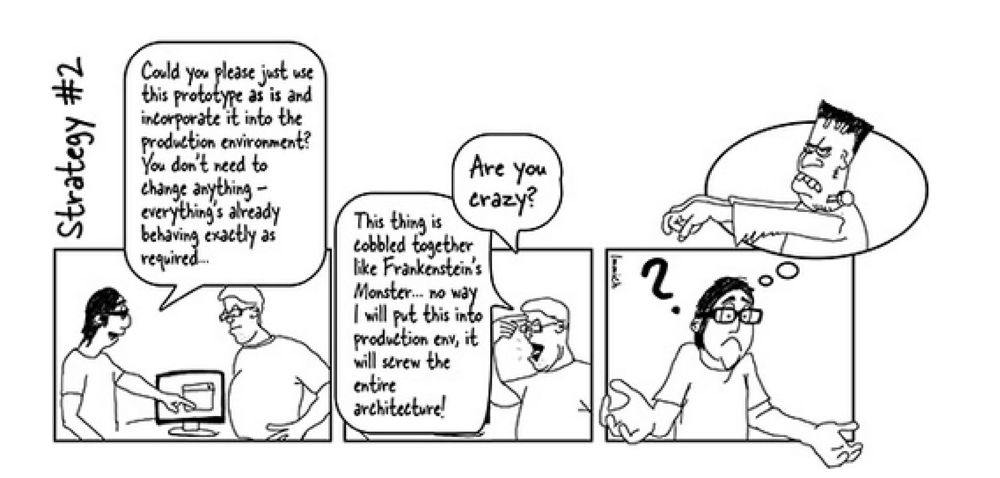 Strategy #2
Could you please just use
this prototype as is and
incorporate it into the
production environment?
You don't need to
change anything –
everything's already
behaving exactly as
required...
Are you
crazy?
This thing is
cobbled together
like Frankenstein's
Monster... no way
I will put this into
production env, it
will screw the
entire
architecture!
?